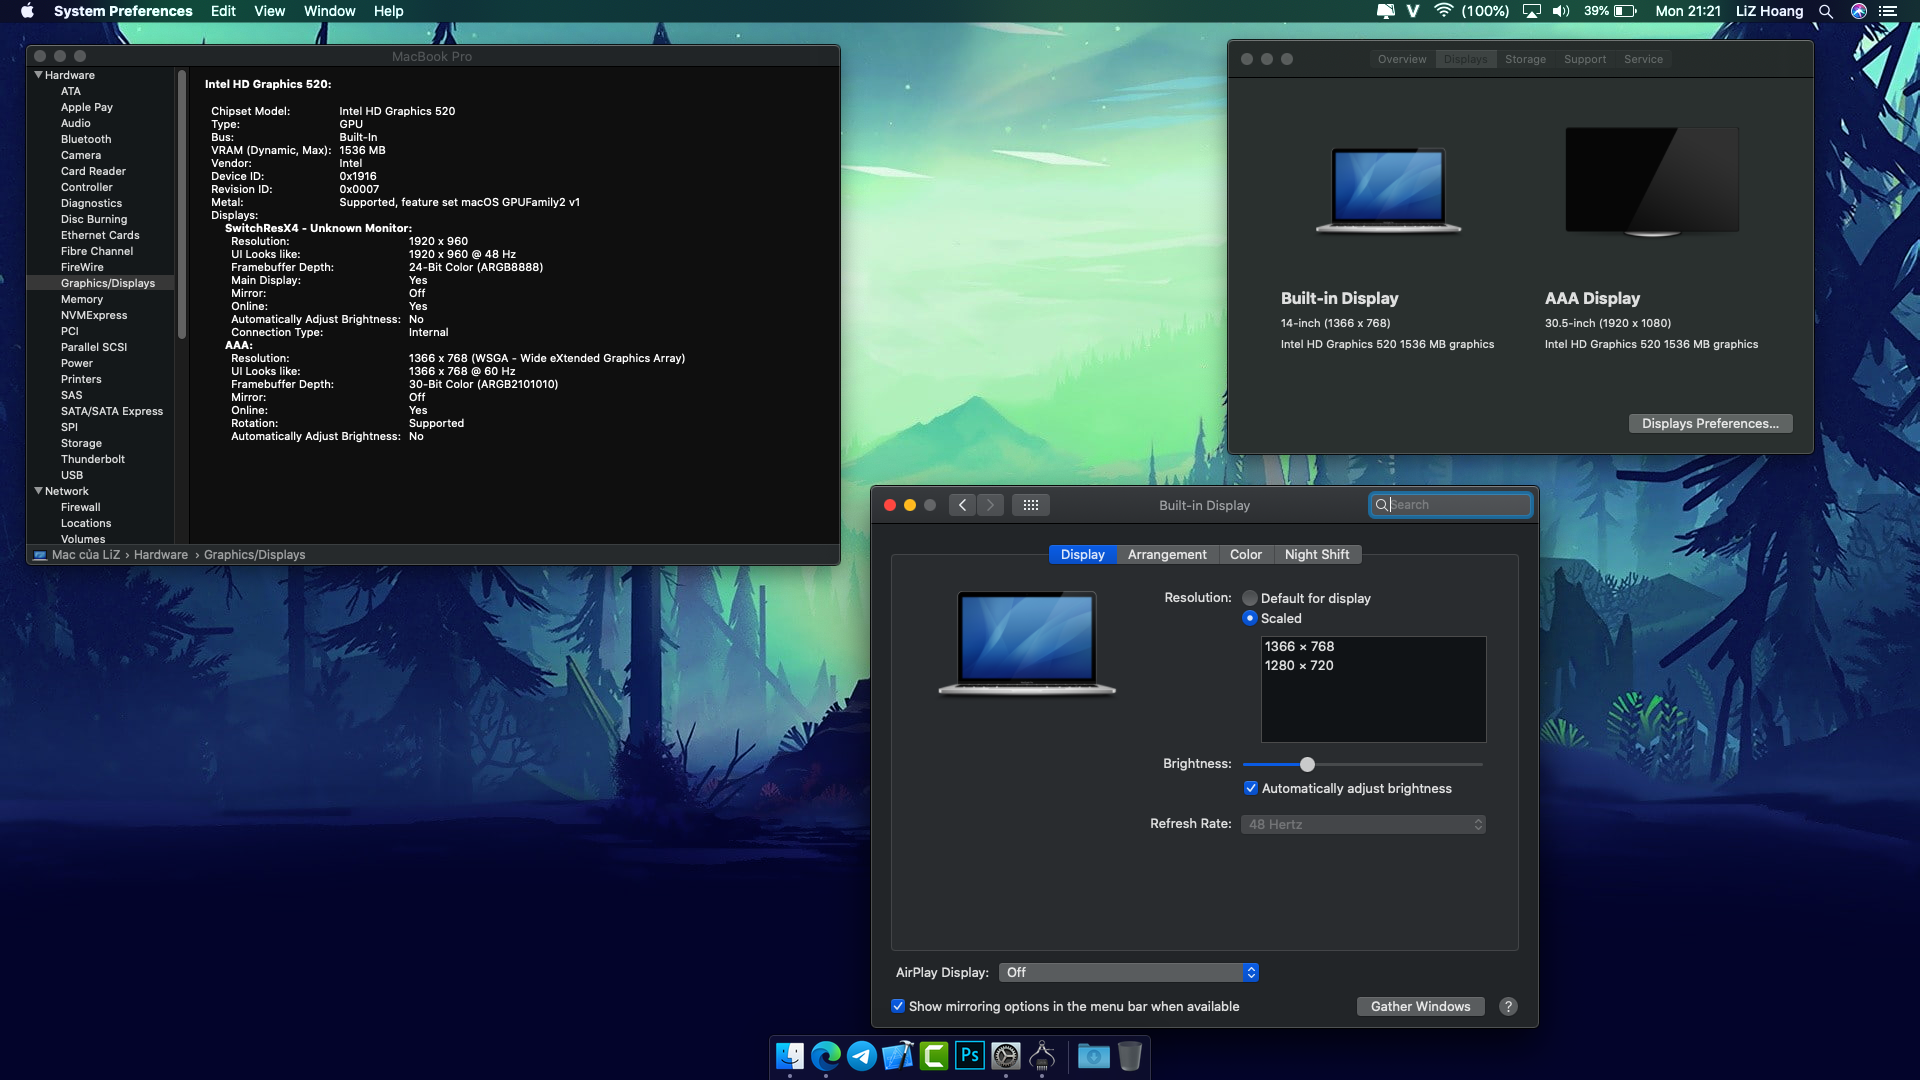 System Preferences Edit View Window Help
V (100%) 39% Mon 21:21 LiZ Hoang
MacBook Pro
Hardware
ATA
Apple Pay
Audio
Bluetooth
Camera
Card Reader
Controller
Diagnostics
Disc Burning
Ethernet Cards
Fibre Channel
FireWire
Graphics/Displays
Memory
NVMExpress
PCI
Parallel SCSI
Power
Printers
SAS
SATA/SATA Express
SPI
Storage
Thunderbolt
USB
Network
Firewall
Locations
Volumes
Intel HD Graphics 520:
Chipset Model: Intel HD Graphics 520
Type: GPU
Bus: Built-In
VRAM (Dynamic, Max): 1536 MB
Vendor: Intel
Device ID: 0x1916
Revision ID: 0x0007
Metal: Supported, feature set macOS GPUFamily2 v1
Displays:
SwitchResX4 - Unknown Monitor:
Resolution: 1920 x 960
UI Looks like: 1920 x 960 @ 48 Hz
Framebuffer Depth: 24-Bit Color (ARGB8888)
Main Display: Yes
Mirror: Off
Online: Yes
Automatically Adjust Brightness: No
Connection Type: Internal
AAA:
Resolution: 1366 x 768 (WSGA - Wide eXtended Graphics Array)
UI Looks like: 1366 x 768 @ 60 Hz
Framebuffer Depth: 30-Bit Color (ARGB2101010)
Mirror: Off
Online: Yes
Rotation: Supported
Automatically Adjust Brightness: No
Mac của LiZ › Hardware › Graphics/Displays
Overview Displays Storage Support Service
Built-in Display
14-inch (1366 x 768)
Intel HD Graphics 520 1536 MB graphics
AAA Display
30.5-inch (1920 x 1080)
Intel HD Graphics 520 1536 MB graphics
Displays Preferences...
Built-in Display
Search
Display Arrangement Color Night Shift
Resolution: Default for display
Scaled
1366 × 768
1280 × 720
Brightness:
Automatically adjust brightness
Refresh Rate: 48 Hertz
AirPlay Display: Off
Show mirroring options in the menu bar when available
Gather Windows ?
Ps